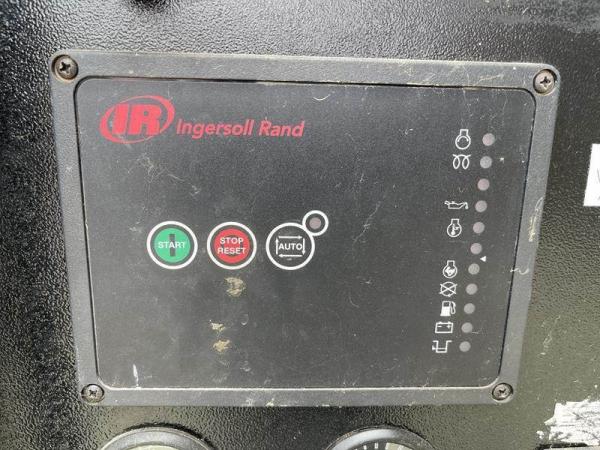 IR Ingersoll Rand
START
STOP
RESET
AUTO